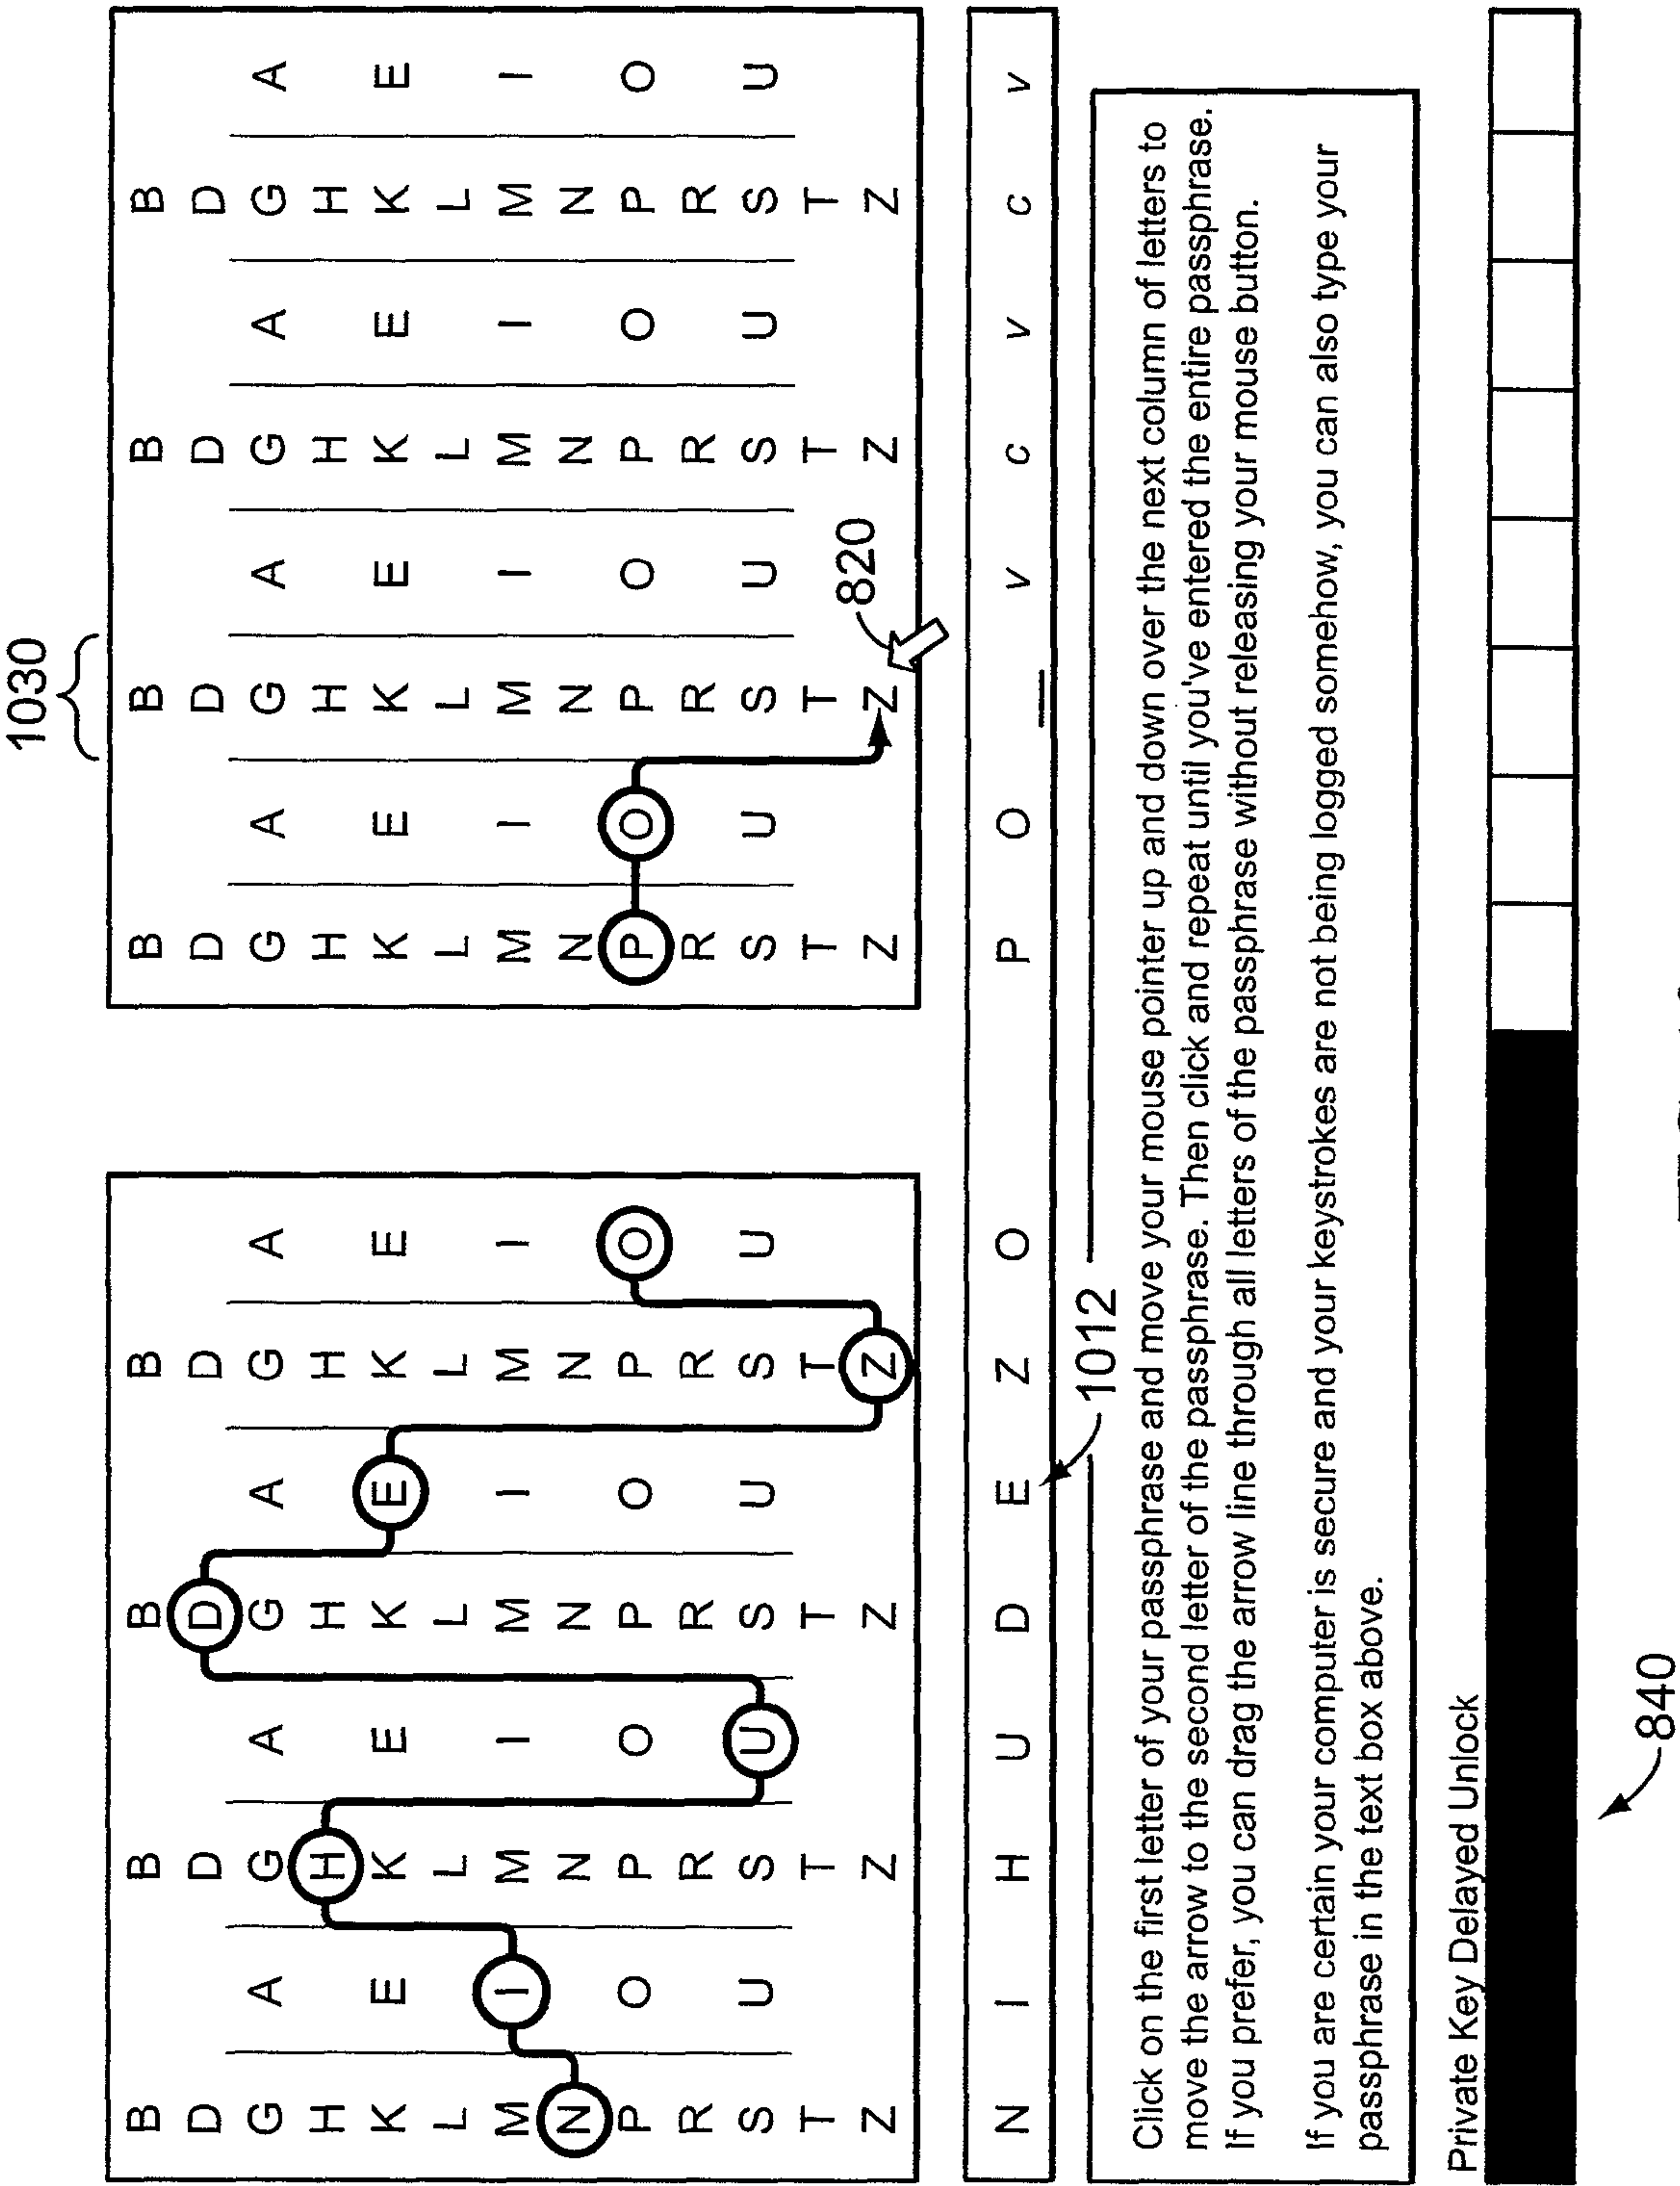 1030
B B B B B B B B
D D D D D D D D
G A G A G A G A G A G A G A G A
H H H H H H H H
K E K E K E K E K E K E K E K E
L L L L L L L L
M I M I M I M I M I M I M I M I
N N N N N N N N
P O P O P O P O P O P O P O P O
R R R R R R R R
S U S U S U S U S U S U S U S U
T T T T T T T T
820
Z Z Z Z Z Z Z Z
N I H U D E Z O P O _ v c v c v
1012
Click on the first letter of your passphrase and move your mouse pointer up and down over the next column of letters to
move the arrow to the second letter of the passphrase. Then click and repeat until you've entered the entire passphrase.
If you prefer, you can drag the arrow line through all letters of the passphrase without releasing your mouse button.
If you are certain your computer is secure and your keystrokes are not being logged somehow, you can also type your
passphrase in the text box above.
Private Key Delayed Unlock
840